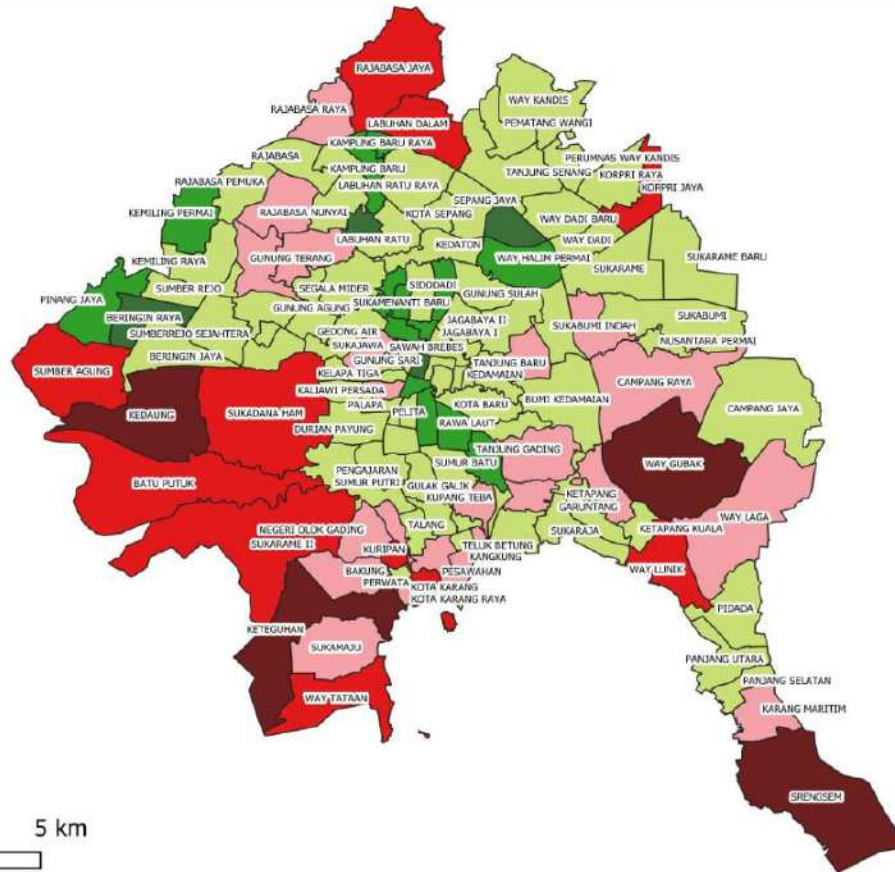 RAJABASA JAYA
WAY KANDIS
RAJABASA RAYA
LABUHAN DALAM
PEMATANG WANGI
KAMPUNG BARU RAYA
RAJABASA
PERUMNAS WAY KANDIS
KAMPUNG BARU
TANJUNG SENANG
KORPRI RAYA
RAJABASA PEMUKA
LABUHAN RATU RAYA
KORPRI JAYA
SEPANG JAYA
KEMILING PERMAI
RAJABASA NUNYAI
KOTA SEPANG
WAY DADI BARU
LABUHAN RATU
KEDATON
WAY DADI
KEMILING RAYA
GUNUNG TERANG
WAY HALIM PERMAI
SUKARAME BARU
SUKARAME
SUMBER REJO
SEGALA MIDER
SIDODADI
PINANG JAYA
SUKAMENANTI BARU
GUNUNG SULAH
GUNUNG AGUNG
BERINGIN RAYA
JAGABAYA II
SUKABUMI
SUMBERREJO SEJAHTERA
GEDONG AIR
JAGABAYA I
SUKABUMI INDAH
SUKAJAWA
SAWAH BREBES
NUSANTARA PERMAI
BERINGIN JAYA
GUNUNG SARI
TANJUNG BARU
SUMBER AGUNG
KELAPA TIGA
KEDAMAIAN
CAMPANG RAYA
KALIAWI PERSADA
KEDAUNG
SUKADANA HAM
PALAPA
KOTA BARU
BUMI KEDAMAIAN
PELITA
CAMPANG JAYA
RAWA LAUT
DURIAN PAYUNG
TANJUNG GADING
SUMUR BATU
WAY GUBAK
PENGAJARAN
BATU PUTUK
SUMUR PUTRI
GULAK GALIK
KUPANG TEBA
KETAPANG
GARUNTANG
WAY LAGA
NEGERI OLOK GADING
TALANG
SUKARAJA
KETAPANG KUALA
SUKARAME II
KURIPAN
TELUK BETUNG
KANGKUNG
BAKUNG
PESAWAHAN
WAY LUNIK
PERWATA
KOTA KARANG
KOTA KARANG RAYA
PIDADA
KETEGUHAN
SUKAMAJU
PANJANG UTARA
PANJANG SELATAN
WAY TATAAN
KARANG MARITIM
SRENGSEM
5 km